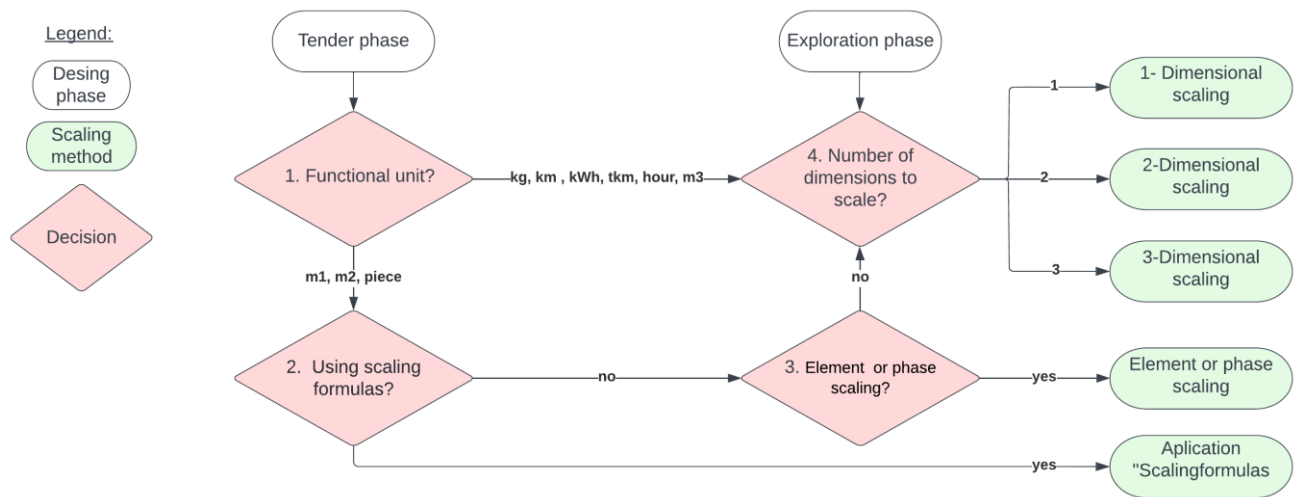 Legend:
Desing
phase
Scaling
method
Decision
Tender phase
Exploration phase
1. Functional unit?
kg, km , kWh, tkm, hour, m3
4. Number of
dimensions to
scale?
1
1- Dimensional
scaling
2
2-Dimensional
scaling
3
3-Dimensional
scaling
m1, m2, piece
no
2. Using scaling
formulas?
no
3. Element or phase
scaling?
yes
Element or phase
scaling
yes
Aplication
"Scalingformulas